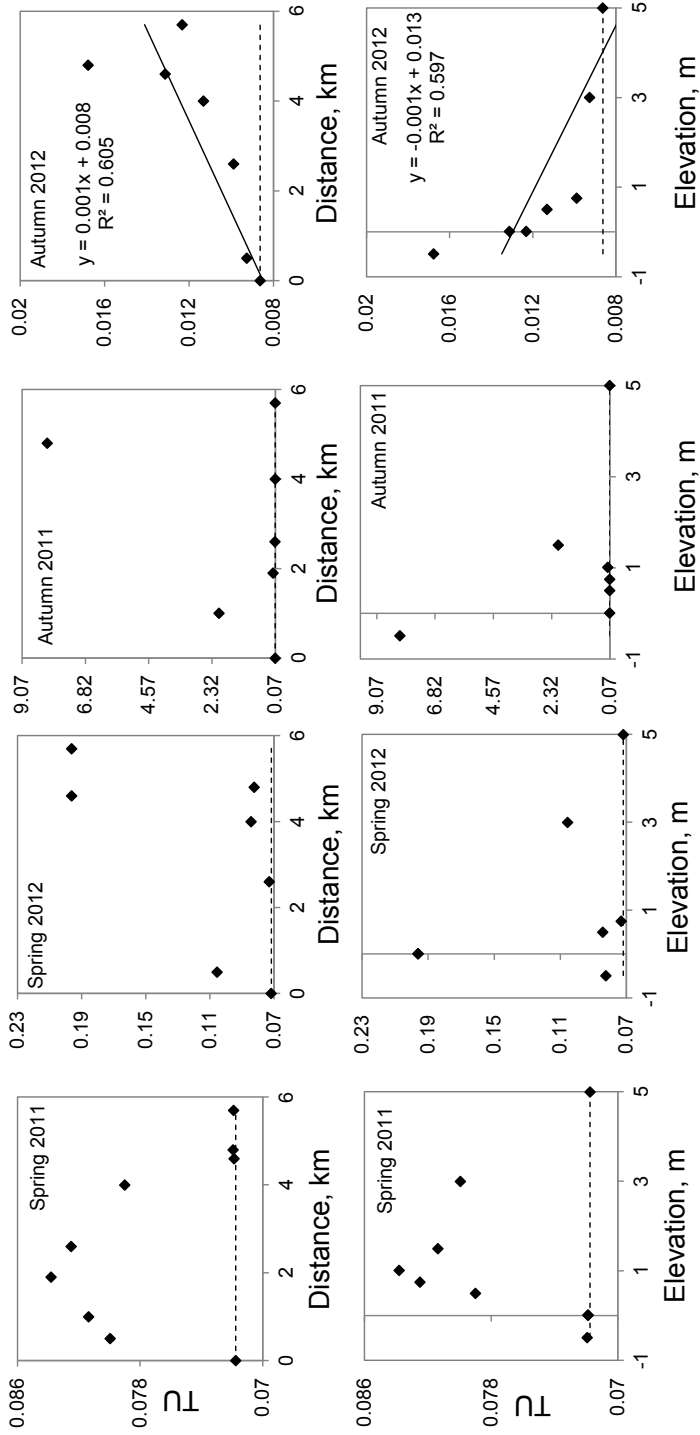 Spring 2011
0.086
0.078
0.07
TU
0 2 4 6
Distance, km
Spring 2012
0.23
0.19
0.15
0.11
0.07
0 2 4 6
Distance, km
Autumn 2011
9.07
6.82
4.57
2.32
0.07
0 2 4 6
Distance, km
Autumn 2012
y = 0.001x + 0.008
R² = 0.605
0.02
0.016
0.012
0.008
0 2 4 6
Distance, km
Spring 2011
0.086
0.078
0.07
TU
-1 1 3 5
Elevation, m
Spring 2012
0.23
0.19
0.15
0.11
0.07
-1 1 3 5
Elevation, m
Autumn 2011
9.07
6.82
4.57
2.32
0.07
-1 1 3 5
Elevation, m
Autumn 2012
y = -0.001x + 0.013
R² = 0.597
0.02
0.016
0.012
0.008
-1 1 3 5
Elevation, m